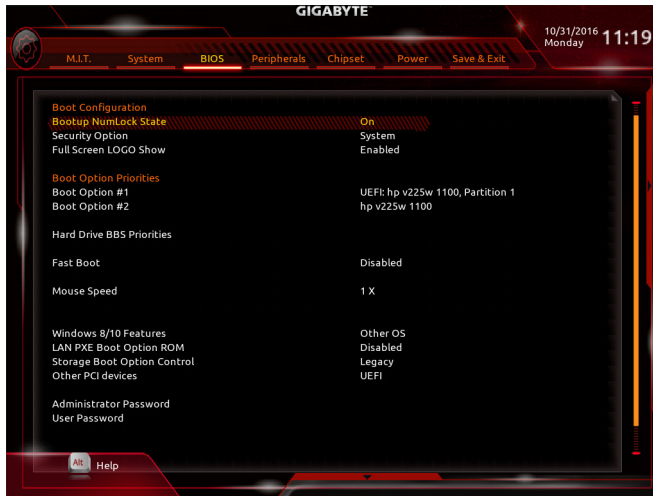 GIGABYTE
10/31/2016 11:19
Monday
M.I.T. System BIOS Peripherals Chipset Power Save & Exit
Boot Configuration
Bootup NumLock State On
Security Option System
Full Screen LOGO Show Enabled
Boot Option Priorities
Boot Option #1 UEFI: hp v225w 1100, Partition 1
Boot Option #2 hp v225w 1100
Hard Drive BBS Priorities
Fast Boot Disabled
Mouse Speed 1 X
Windows 8/10 Features Other OS
LAN PXE Boot Option ROM Disabled
Storage Boot Option Control Legacy
Other PCI devices UEFI
Administrator Password
User Password
Alt Help